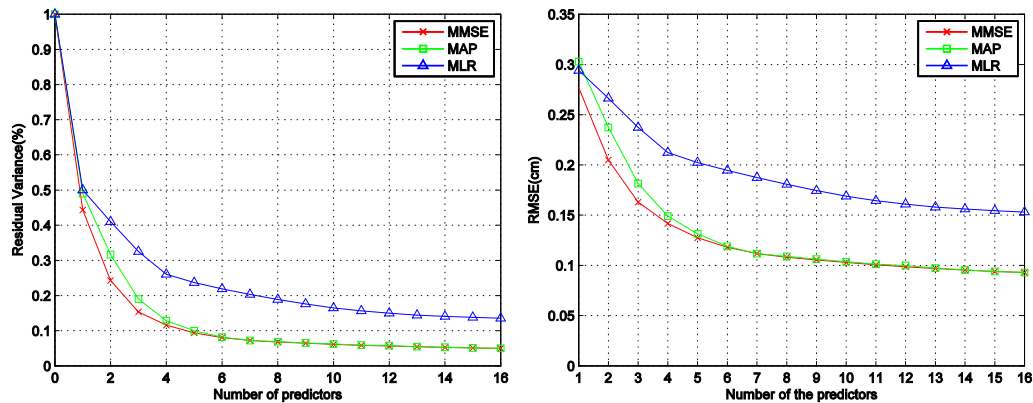 1
0.9
0.8
0.7
0.6
0.5
0.4
0.3
0.2
0.1
0
Residual Variance(%)
0 2 4 6 8 10 12 14 16
Number of predictors
MMSE
MAP
MLR
0.35
0.3
0.25
0.2
0.15
0.1
0.05
0
RMSE(cm)
1 2 3 4 5 6 7 8 9 10 11 12 13 14 15 16
Number of the predictors
MMSE
MAP
MLR